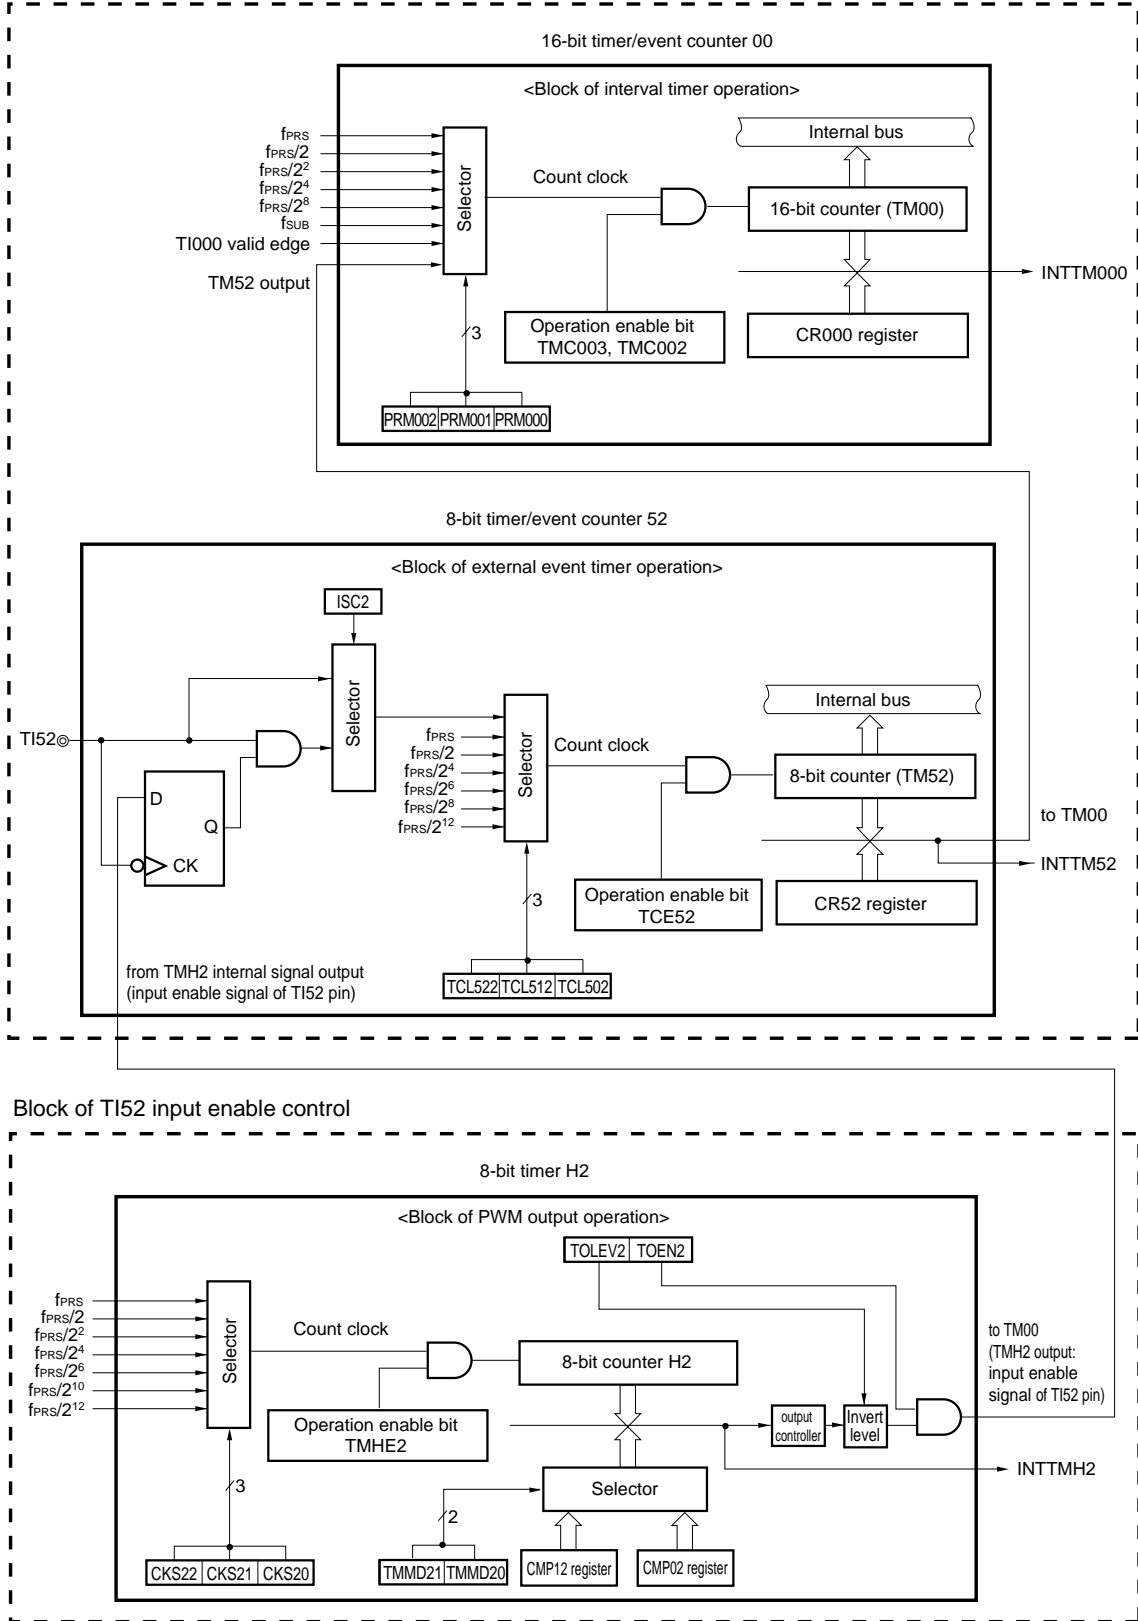 16-bit timer/event counter 00
<Block of interval timer operation>
fPRS
fPRS/2
fPRS/2²
fPRS/2⁴
fPRS/2⁸
fSUB
TI000 valid edge
TM52 output
Selector
Count clock
Internal bus
16-bit counter (TM00)
INTTM000
Operation enable bit
TMC003, TMC002
CR000 register
3
PRM002 PRM001 PRM000
8-bit timer/event counter 52
<Block of external event timer operation>
ISC2
Selector
TI52
D
Q
CK
fPRS
fPRS/2
fPRS/2⁴
fPRS/2⁶
fPRS/2⁸
fPRS/2¹²
Selector
Count clock
Internal bus
8-bit counter (TM52)
to TM00
INTTM52
Operation enable bit
TCE52
CR52 register
3
from TMH2 internal signal output
(input enable signal of TI52 pin)
TCL522 TCL512 TCL502
Block of TI52 input enable control
8-bit timer H2
<Block of PWM output operation>
TOLEV2 TOEN2
fPRS
fPRS/2
fPRS/2²
fPRS/2⁴
fPRS/2⁶
fPRS/2¹⁰
fPRS/2¹²
Selector
Count clock
8-bit counter H2
to TM00
(TMH2 output:
input enable
signal of TI52 pin)
Operation enable bit
TMHE2
output
controller
Invert
level
INTTMH2
3
2
Selector
CKS22 CKS21 CKS20
TMMD21 TMMD20
CMP12 register
CMP02 register